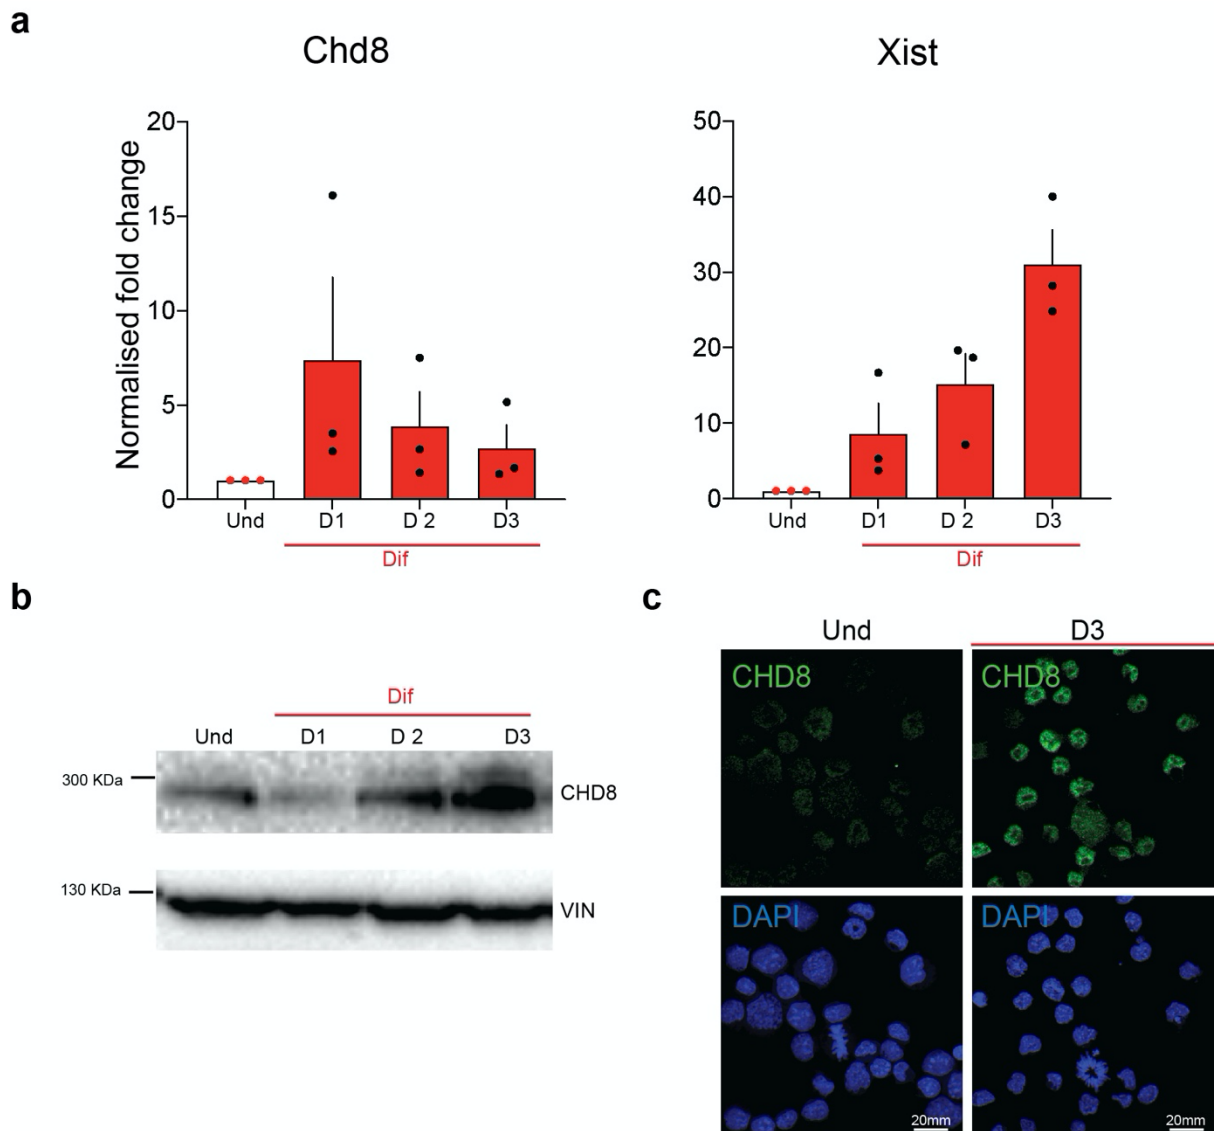 a
Chd8
Xist
Normalised fold change
20
15
10
5
0
Und
D1
D 2
D3
Dif
50
40
30
20
10
0
Und
D1
D 2
D3
Dif
b
Dif
Und
D1
D 2
D3
300 KDa
CHD8
130 KDa
VIN
c
Und
D3
CHD8
CHD8
DAPI
DAPI
20mm
20mm